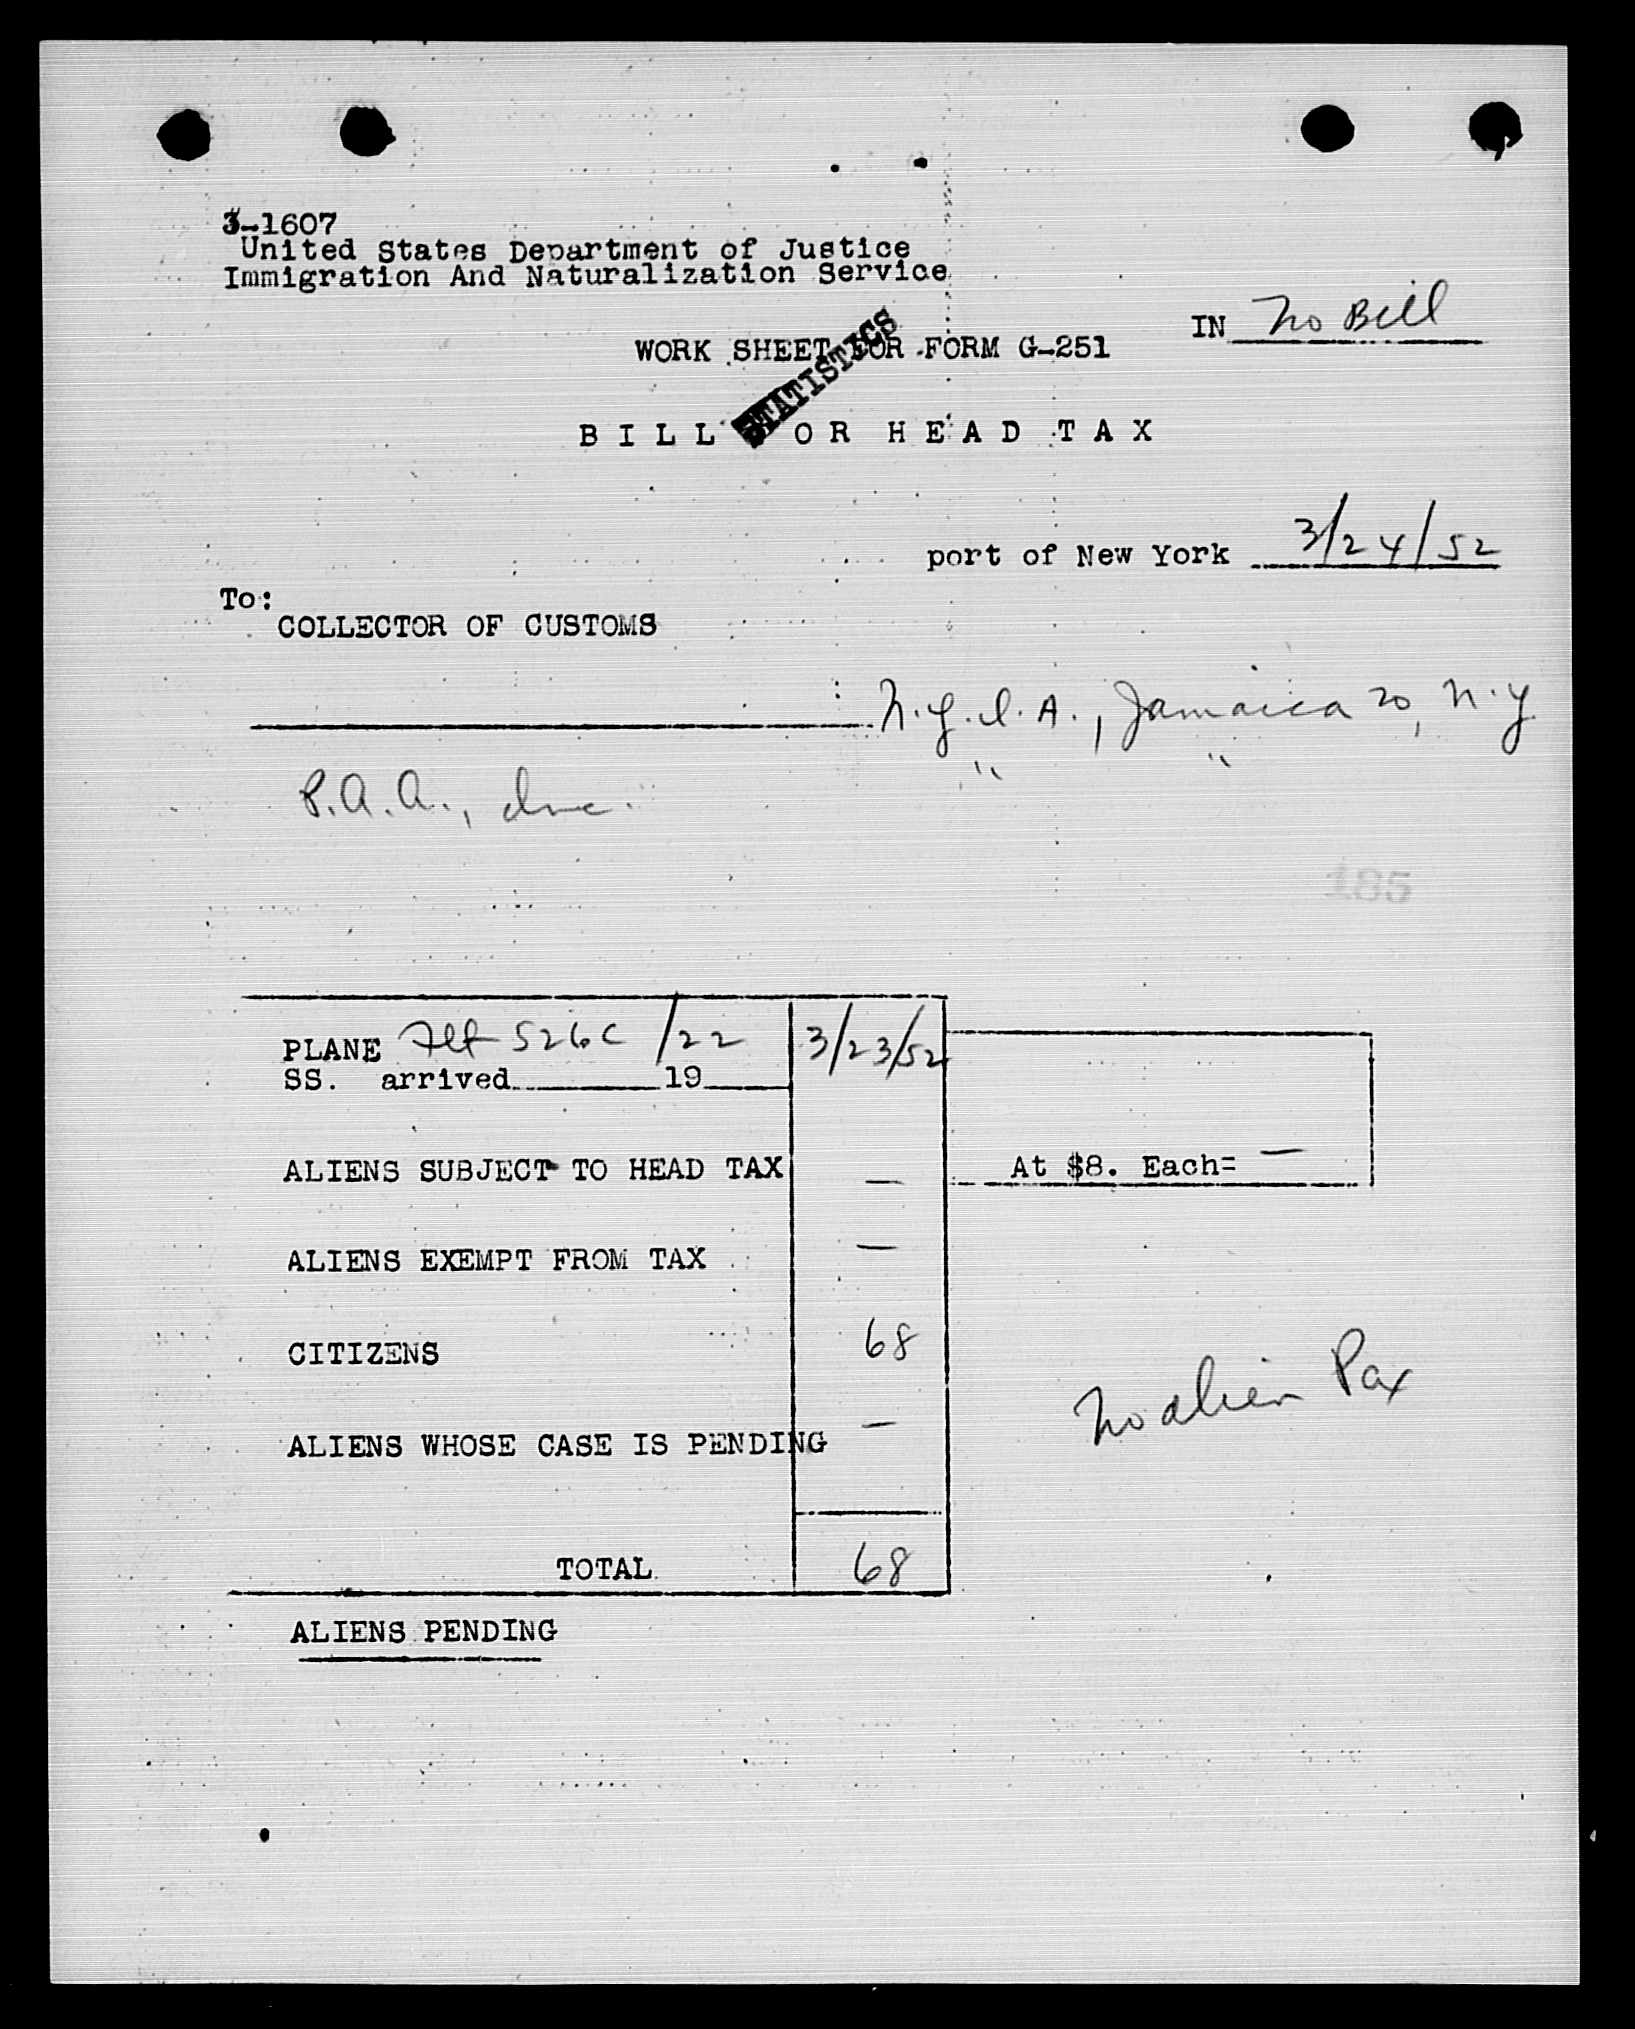 3-1607
United States Department of Justice
Immigration And Naturalization Service
IN No Bill
WORK SHEET FOR FORM G-251
STATISTICS
BILL FOR HEAD TAX
port of New York 3/24/52
To:
COLLECTOR OF CUSTOMS
N.Y.I.A., Jamaica 20, N.Y
" "
P.A.A., Inc.
185
PLANE Flt 526C /22 3/23/52
SS. arrived 19
ALIENS SUBJECT TO HEAD TAX — At $8. Each= —
ALIENS EXEMPT FROM TAX —
CITIZENS 68
No alien Pax
ALIENS WHOSE CASE IS PENDING —
TOTAL 68
ALIENS PENDING